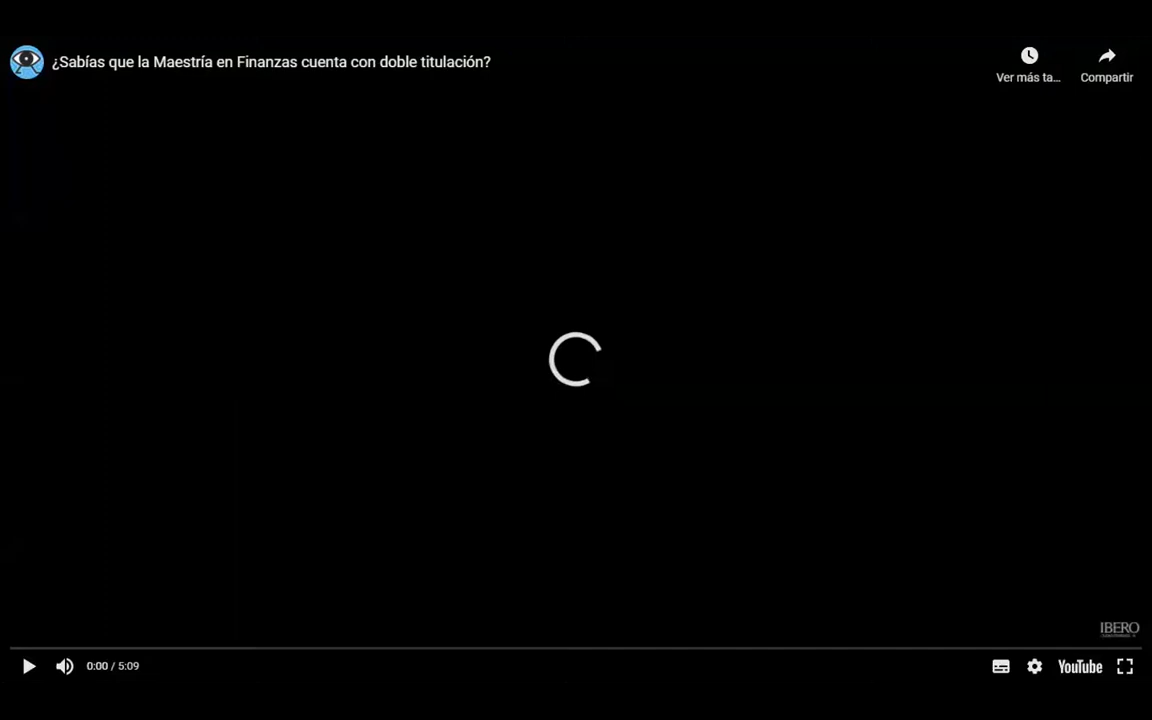 ¿Sabías que la Maestría en Finanzas cuenta con doble titulación?
Ver más ta...
Compartir
IBERO
0:00 / 5:09
YouTube